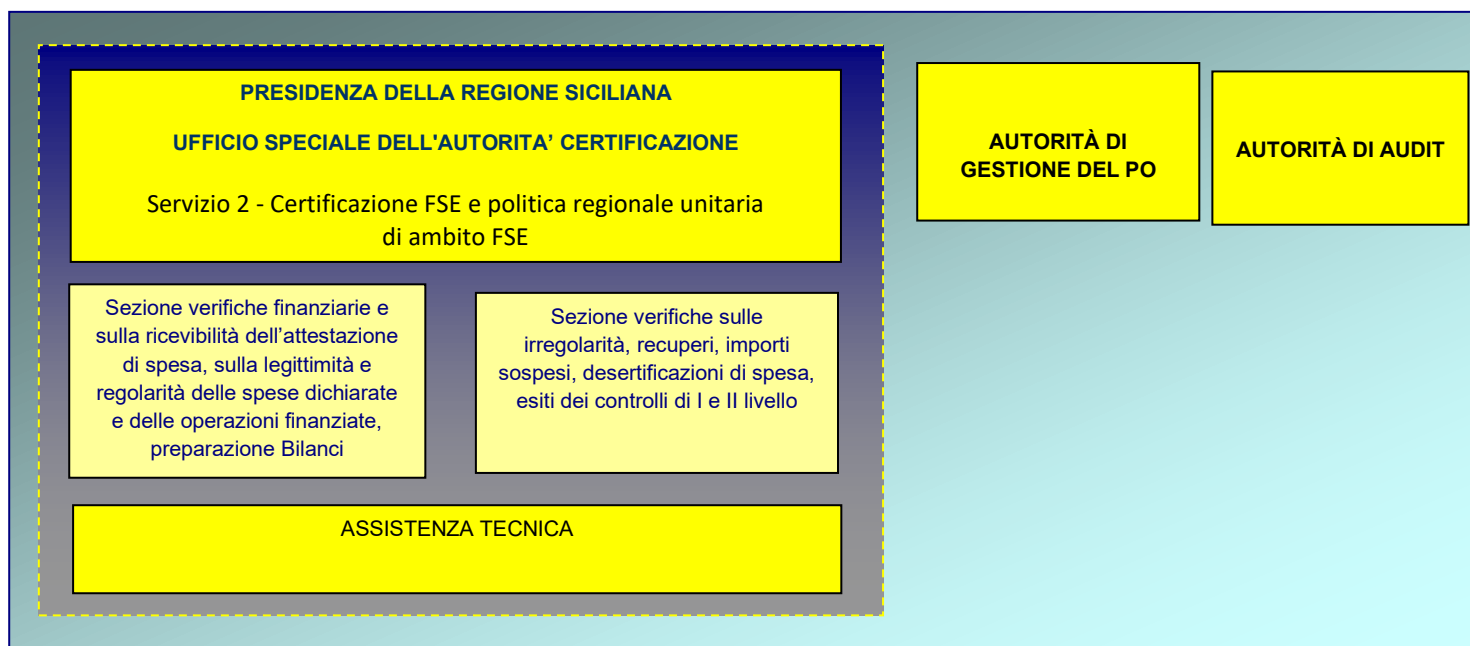 PRESIDENZA DELLA REGIONE SICILIANA
UFFICIO SPECIALE DELL'AUTORITA’ CERTIFICAZIONE
Servizio 2 - Certificazione FSE e politica regionale unitaria
di ambito FSE
Sezione verifiche finanziarie e
sulla ricevibilità dell’attestazione
di spesa, sulla legittimità e
regolarità delle spese dichiarate
e delle operazioni finanziate,
preparazione Bilanci
Sezione verifiche sulle
irregolarità, recuperi, importi
sospesi, desertificazioni di spesa,
esiti dei controlli di I e II livello
ASSISTENZA TECNICA
AUTORITÀ DI
GESTIONE DEL PO
AUTORITÀ DI AUDIT